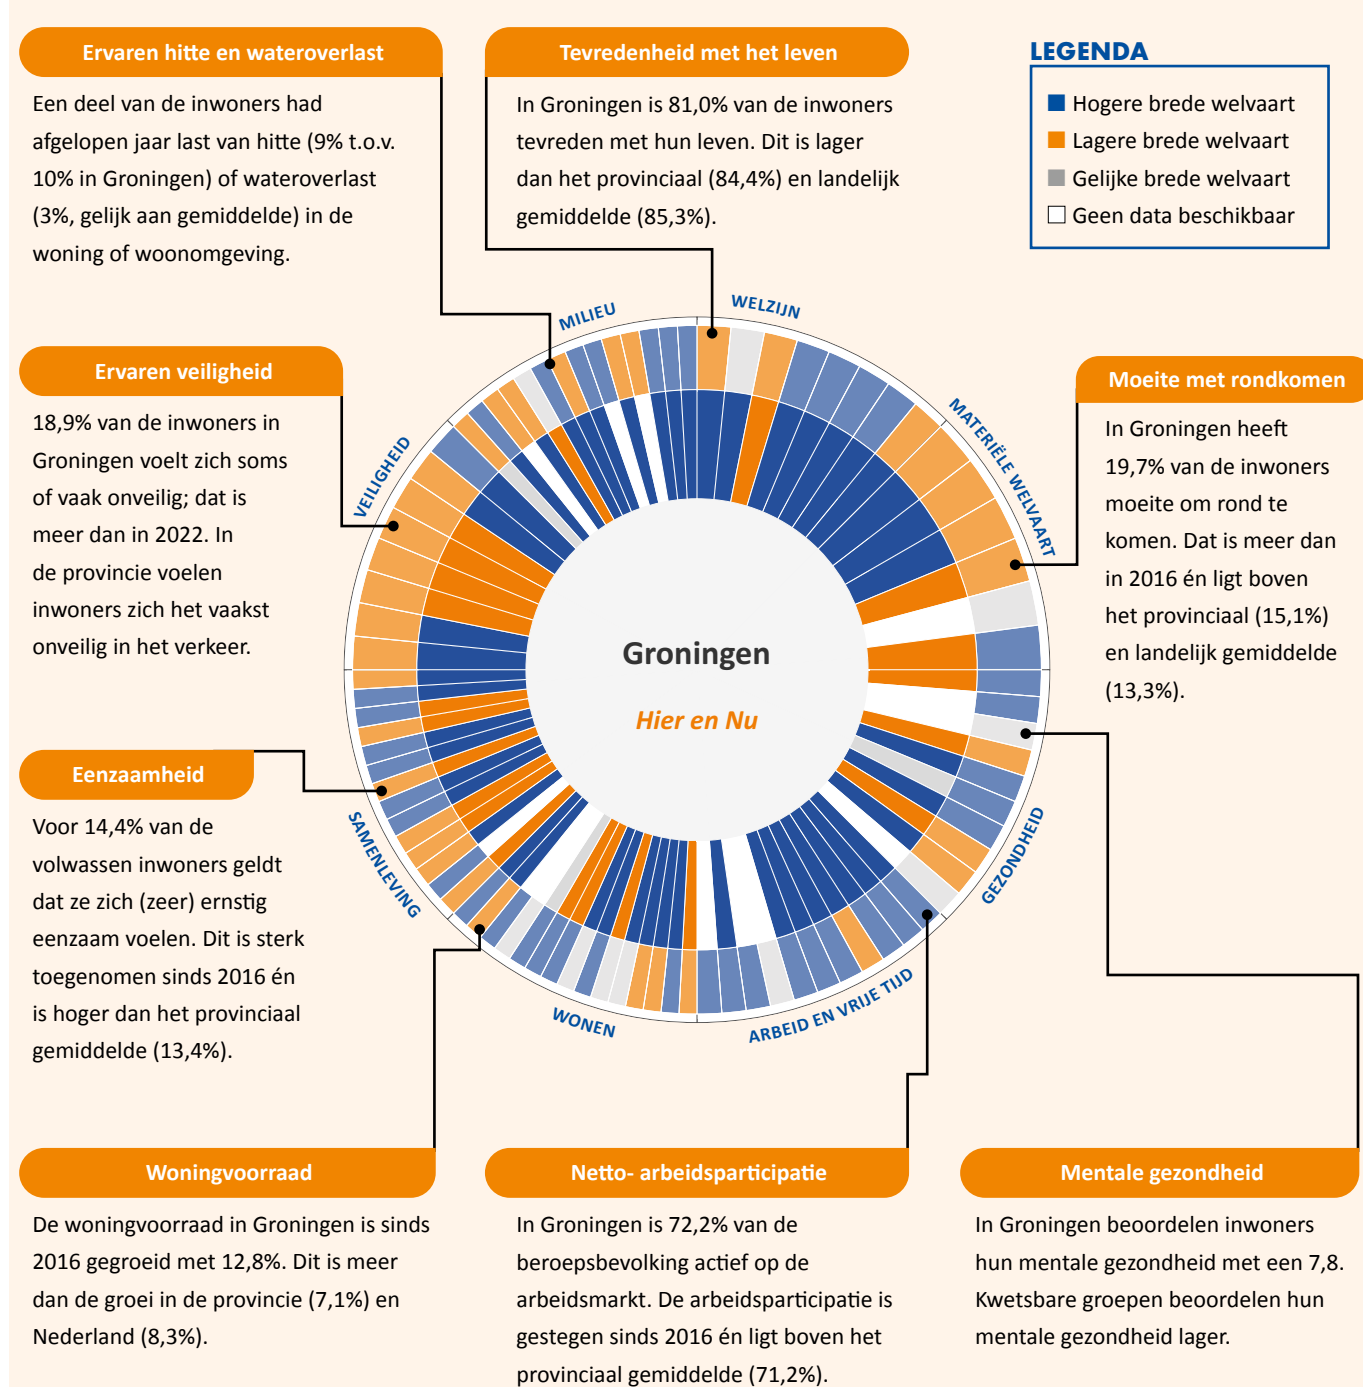 Ervaren hitte en wateroverlast
Een deel van de inwoners had
afgelopen jaar last van hitte (9% t.o.v.
10% in Groningen) of wateroverlast
(3%, gelijk aan gemiddelde) in de
woning of woonomgeving.
Tevredenheid met het leven
In Groningen is 81,0% van de inwoners
tevreden met hun leven. Dit is lager
dan het provinciaal (84,4%) en landelijk
gemiddelde (85,3%).
LEGENDA
Hogere brede welvaart
Lagere brede welvaart
Gelijke brede welvaart
Geen data beschikbaar
Ervaren veiligheid
18,9% van de inwoners in
Groningen voelt zich soms
of vaak onveilig; dat is
meer dan in 2022. In
de provincie voelen
inwoners zich het vaakst
onveilig in het verkeer.
MILIEU
WELZIJN
MATERIËLE WELVAART
GEZONDHEID
ARBEID EN VRIJE TIJD
WONEN
SAMENLEVING
VEILIGHEID
Groningen
Hier en Nu
Moeite met rondkomen
In Groningen heeft
19,7% van de inwoners
moeite om rond te
komen. Dat is meer dan
in 2016 én ligt boven
het provinciaal (15,1%)
en landelijk gemiddelde
(13,3%).
Eenzaamheid
Voor 14,4% van de
volwassen inwoners geldt
dat ze zich (zeer) ernstig
eenzaam voelen. Dit is sterk
toegenomen sinds 2016 én
is hoger dan het provinciaal
gemiddelde (13,4%).
Woningvoorraad
De woningvoorraad in Groningen is sinds
2016 gegroeid met 12,8%. Dit is meer
dan de groei in de provincie (7,1%) en
Nederland (8,3%).
Netto- arbeidsparticipatie
In Groningen is 72,2% van de
beroepsbevolking actief op de
arbeidsmarkt. De arbeidsparticipatie is
gestegen sinds 2016 én ligt boven het
provinciaal gemiddelde (71,2%).
Mentale gezondheid
In Groningen beoordelen inwoners
hun mentale gezondheid met een 7,8.
Kwetsbare groepen beoordelen hun
mentale gezondheid lager.